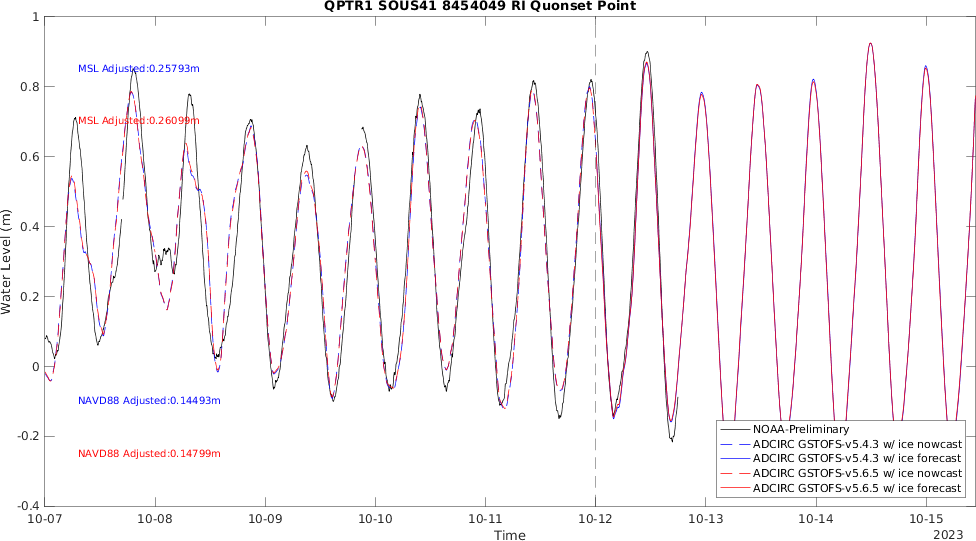 QPTR1 SOUS41 8454049 RI Quonset Point
1
0.8
0.6
0.4
0.2
0
-0.2
-0.4
Water Level (m)
MSL Adjusted:0.25793m
MSL Adjusted:0.26099m
NAVD88 Adjusted:0.14493m
NAVD88 Adjusted:0.14799m
NOAA-Preliminary
ADCIRC GSTOFS-v5.4.3 w/ ice nowcast
ADCIRC GSTOFS-v5.4.3 w/ ice forecast
ADCIRC GSTOFS-v5.6.5 w/ ice nowcast
ADCIRC GSTOFS-v5.6.5 w/ ice forecast
10-07 10-08 10-09 10-10 10-11 10-12 10-13 10-14 10-15
Time
2023